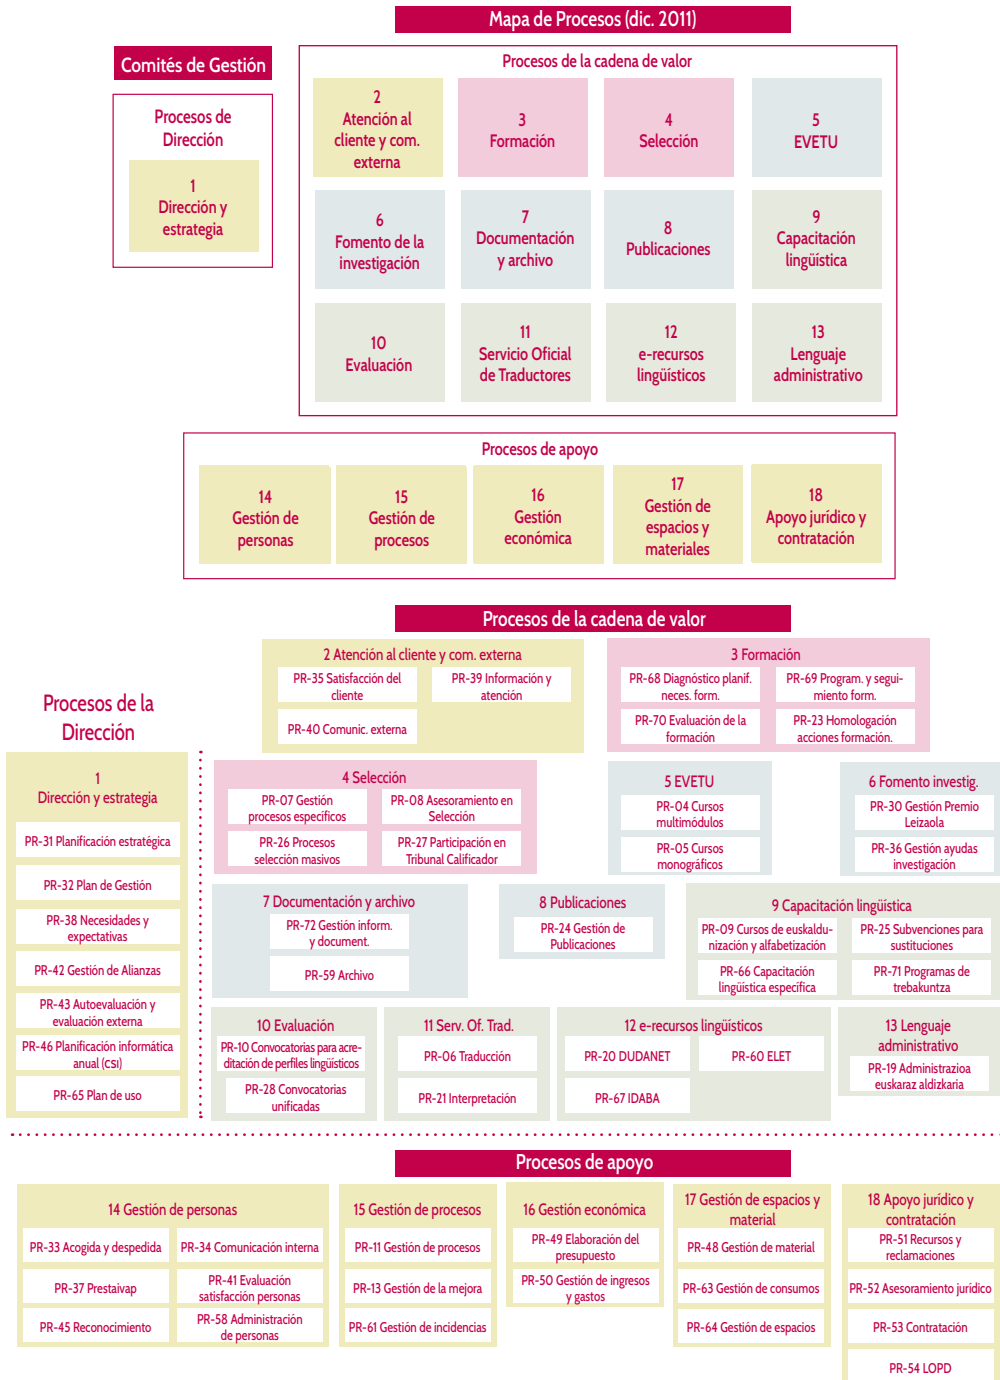 Mapa de Procesos (dic. 2011)
Comités de Gestión
Procesos de
Dirección
1
Dirección y
estrategia
Procesos de la cadena de valor
2
Atención al
cliente y com.
externa
3
Formación
4
Selección
5
EVETU
6
Fomento de la
investigación
7
Documentación
y archivo
8
Publicaciones
9
Capacitación
lingüística
10
Evaluación
11
Servicio Oficial
de Traductores
12
e-recursos
lingüísticos
13
Lenguaje
administrativo
Procesos de apoyo
14
Gestión de
personas
15
Gestión de
procesos
16
Gestión
económica
17
Gestión de
espacios y
materiales
18
Apoyo jurídico y
contratación
Procesos de la cadena de valor
Procesos de la
Dirección
1
Dirección y estrategia
PR-31 Planificación estratégica
PR-32 Plan de Gestión
PR-38 Necesidades y
expectativas
PR-42 Gestión de Alianzas
PR-43 Autoevaluación y
evaluación externa
PR-46 Planificación informática
anual (CSI)
PR-65 Plan de uso
2 Atención al cliente y com. externa
PR-35 Satisfacción del
cliente
PR-39 Información y
atención
PR-40 Comunic. externa
3 Formación
PR-68 Diagnóstico planif.
neces. form.
PR-69 Program. y segui-
miento form.
PR-70 Evaluación de la
formación
PR-23 Homologación
acciones formación.
4 Selección
PR-07 Gestión
procesos específicos
PR-08 Asesoramiento en
Selección
PR-26 Procesos
selección masivos
PR-27 Participación en
Tribunal Calificador
5 EVETU
PR-04 Cursos
multimódulos
PR-05 Cursos
monográficos
6 Fomento investig.
PR-30 Gestión Premio
Leizaola
PR-36 Gestión ayudas
investigación
7 Documentación y archivo
PR-72 Gestión inform.
y document.
PR-59 Archivo
8 Publicaciones
PR-24 Gestión de
Publicaciones
9 Capacitación lingüística
PR-09 Cursos de euskaldu-
nización y alfabetización
PR-25 Subvenciones para
sustituciones
PR-66 Capacitación
lingüística específica
PR-71 Programas de
trebakuntza
10 Evaluación
PR-10 Convocatorias para acre-
ditación de perfiles lingüísticos
PR-28 Convocatorias
unificadas
11 Serv. Of. Trad.
PR-06 Traducción
PR-21 Interpretación
12 e-recursos lingüísticos
PR-20 DUDANET
PR-60 ELET
PR-67 IDABA
13 Lenguaje
administrativo
PR-19 Administrazioa
euskaraz aldizkaria
Procesos de apoyo
14 Gestión de personas
PR-33 Acogida y despedida
PR-34 Comunicación interna
PR-37 Prestaivap
PR-41 Evaluación
satisfacción personas
PR-45 Reconocimiento
PR-58 Administración
de personas
15 Gestión de procesos
PR-11 Gestión de procesos
PR-13 Gestión de la mejora
PR-61 Gestión de incidencias
16 Gestión económica
PR-49 Elaboración del
presupuesto
PR-50 Gestión de ingresos
y gastos
17 Gestión de espacios y
material
PR-48 Gestión de material
PR-63 Gestión de consumos
PR-64 Gestión de espacios
18 Apoyo jurídico y
contratación
PR-51 Recursos y
reclamaciones
PR-52 Asesoramiento jurídico
PR-53 Contratación
PR-54 LOPD